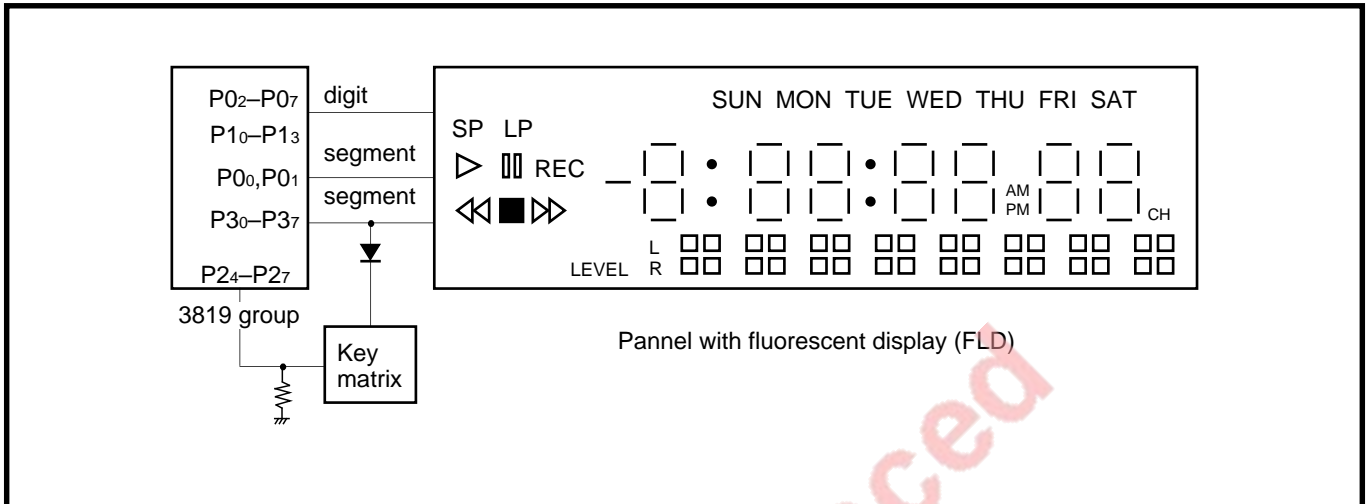 P02–P07
P10–P13
P00,P01
P30–P37
P24–P27
3819 group
digit
segment
segment
Key
matrix
SUN MON TUE WED THU FRI SAT
SP LP
REC
AM
PM
CH
L
LEVEL R
Pannel with fluorescent display (FLD)